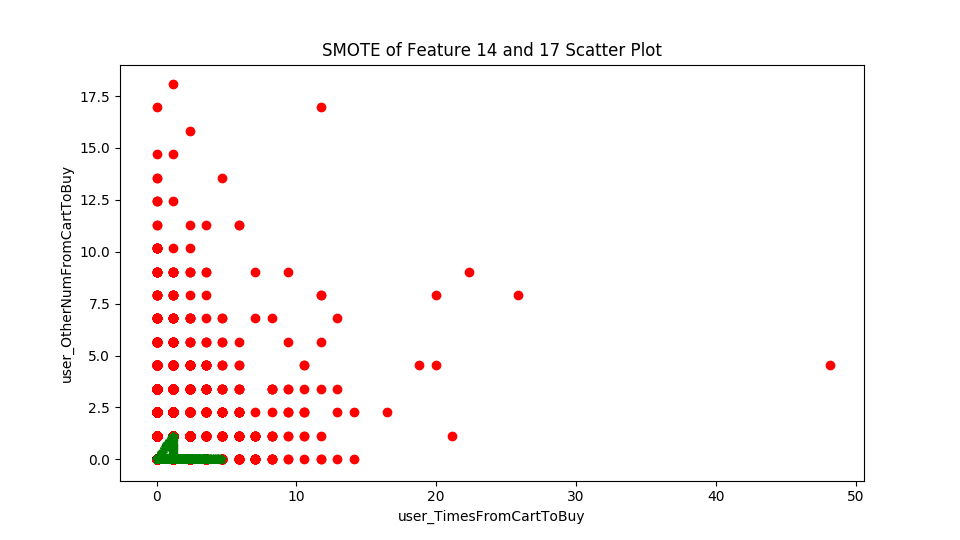 SMOTE of Feature 14 and 17 Scatter Plot
user_OtherNumFromCartToBuy
17.5
15.0
12.5
10.0
7.5
5.0
2.5
0.0
0 10 20 30 40 50
user_TimesFromCartToBuy